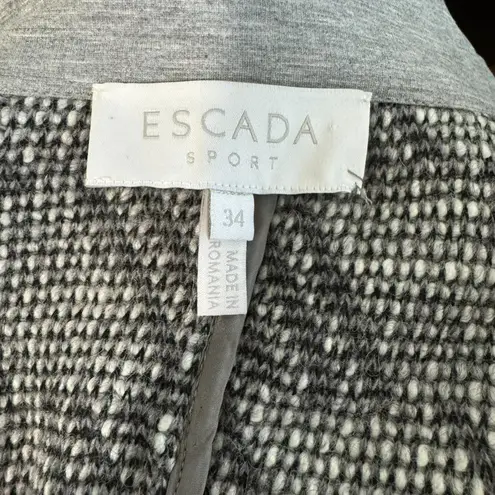 ESCADA
SPORT
34
MADE IN
ROMANIA